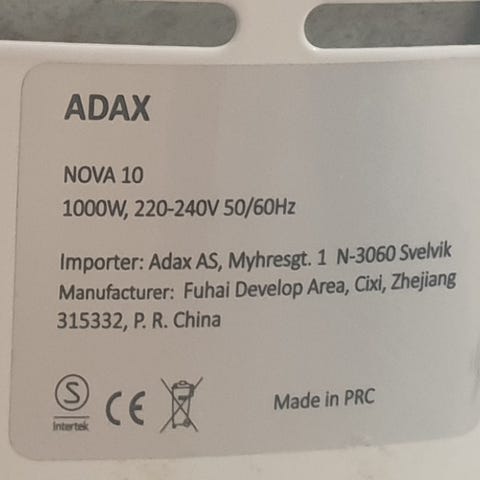 ADAX
NOVA 10
1000W, 220-240V 50/60Hz
Importer: Adax AS, Myhresgt. 1 N-3060 Svelvik
Manufacturer: Fuhai Develop Area, Cixi, Zhejiang
315332, P. R. China
S
Intertek
CE
Made in PRC